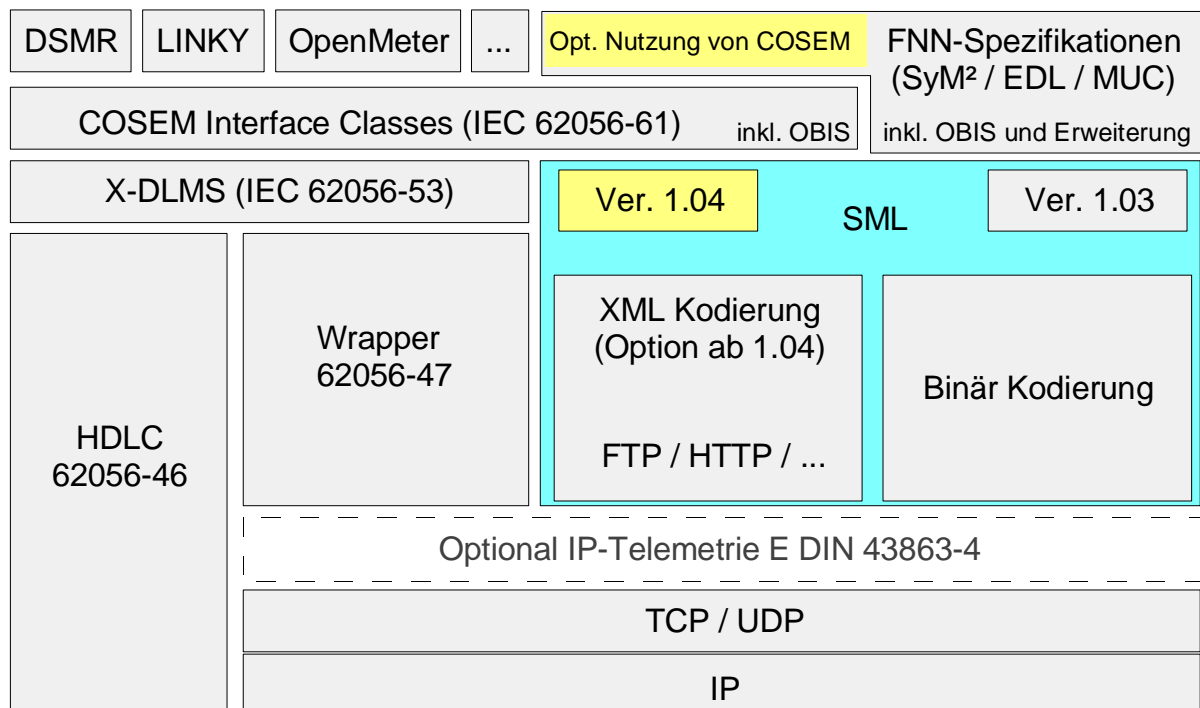 DSMR
LINKY
OpenMeter
...
Opt. Nutzung von COSEM
FNN-Spezifikationen
(SyM² / EDL / MUC)
inkl. OBIS und Erweiterung
COSEM Interface Classes (IEC 62056-61)
inkl. OBIS
X-DLMS (IEC 62056-53)
Ver. 1.04
SML
Ver. 1.03
HDLC
62056-46
Wrapper
62056-47
XML Kodierung
(Option ab 1.04)
FTP / HTTP / ...
Binär Kodierung
Optional IP-Telemetrie E DIN 43863-4
TCP / UDP
IP